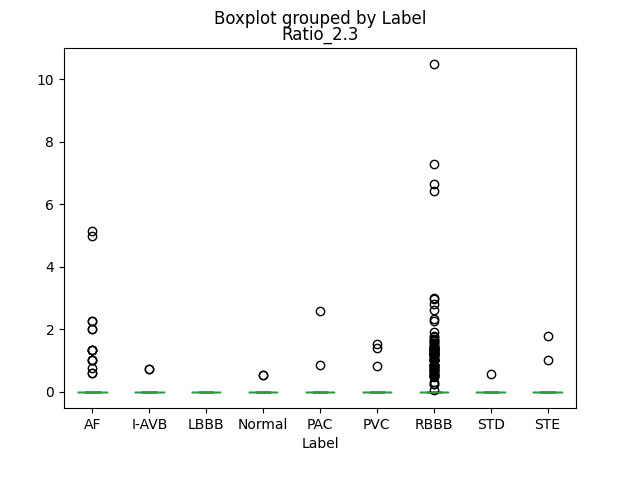 Boxplot grouped by Label
Ratio_2.3
10
8
6
4
2
0
AF I-AVB LBBB Normal PAC PVC RBBB STD STE
Label